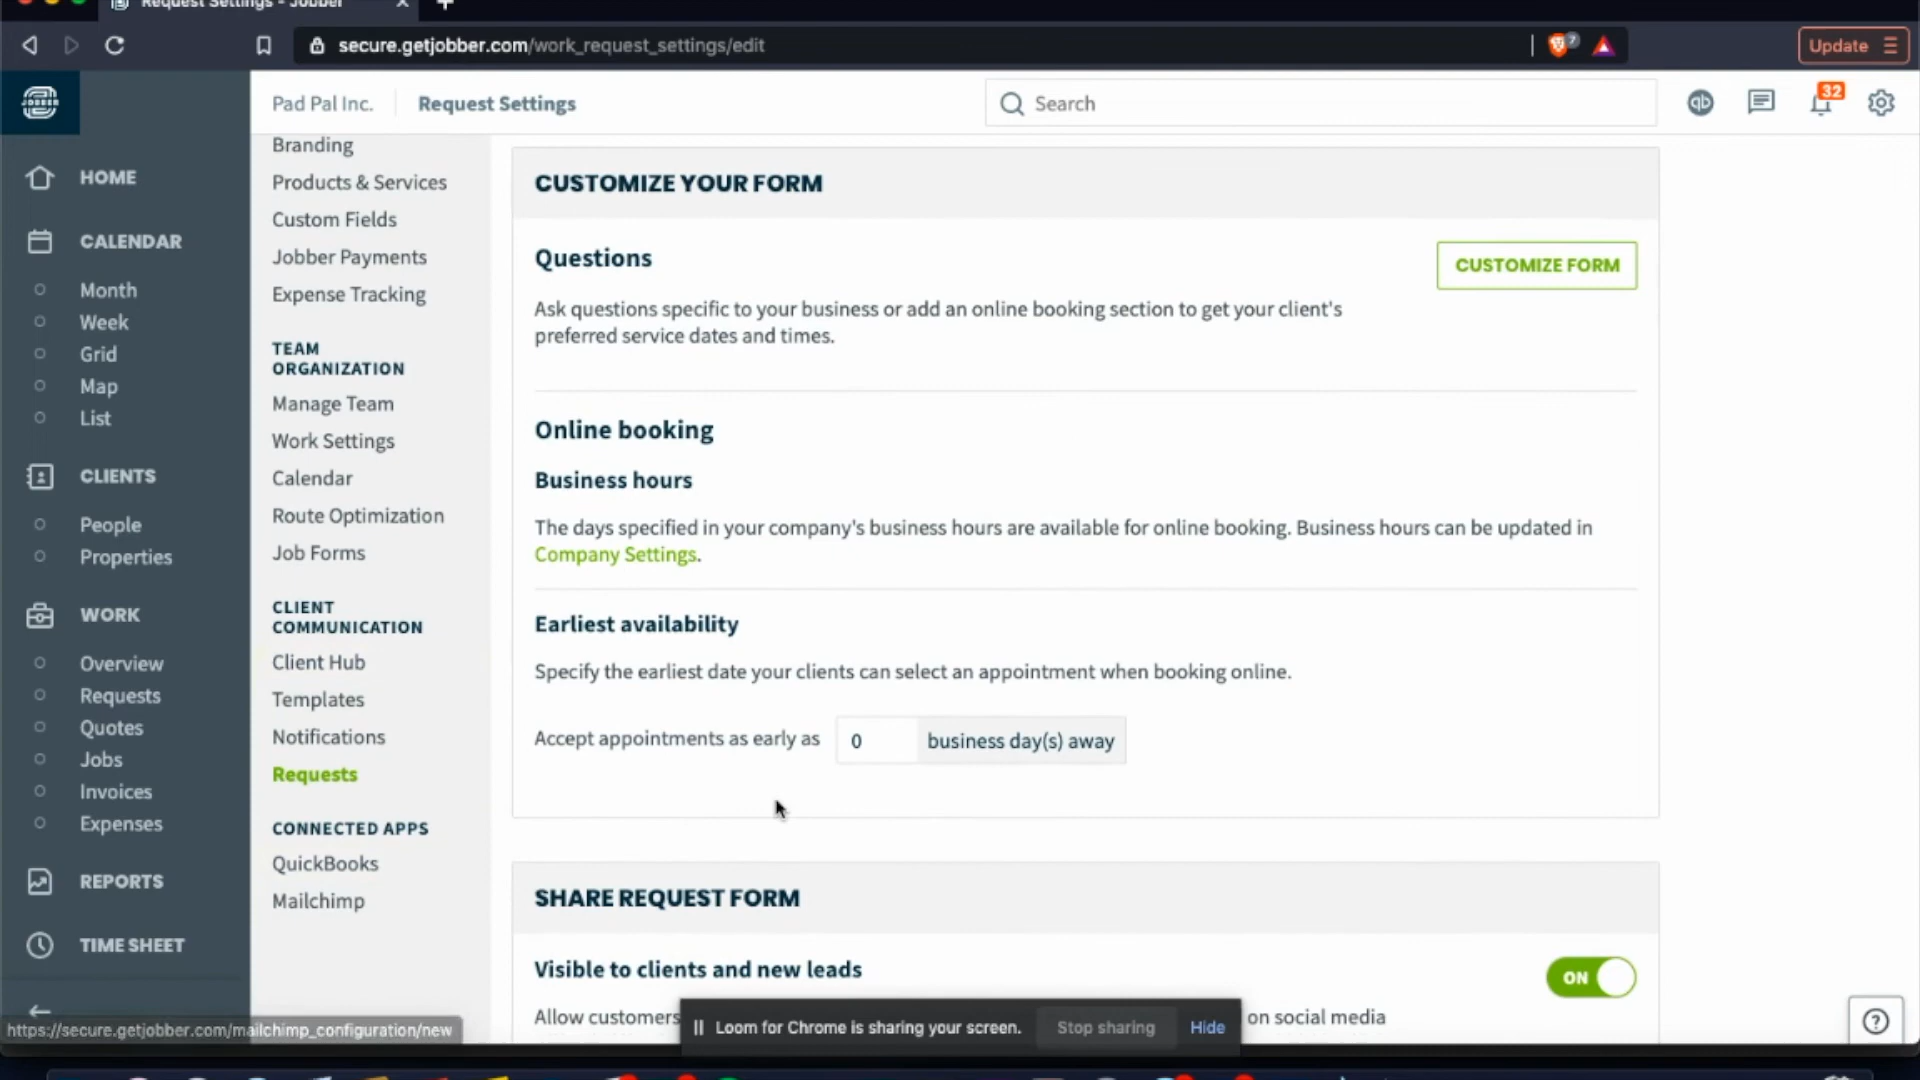 Request Settings - Jobber
secure.getjobber.com/work_request_settings/edit
7
Update
JOBBER
Pad Pal Inc.
Request Settings
Search
qb
32
HOME
CALENDAR
Month
Week
Grid
Map
List
CLIENTS
People
Properties
WORK
Overview
Requests
Quotes
Jobs
Invoices
Expenses
REPORTS
TIME SHEET
Branding
Products & Services
Custom Fields
Jobber Payments
Expense Tracking
TEAM
ORGANIZATION
Manage Team
Work Settings
Calendar
Route Optimization
Job Forms
CLIENT
COMMUNICATION
Client Hub
Templates
Notifications
Requests
CONNECTED APPS
QuickBooks
Mailchimp
CUSTOMIZE YOUR FORM
Questions
CUSTOMIZE FORM
Ask questions specific to your business or add an online booking section to get your client's
preferred service dates and times.
Online booking
Business hours
The days specified in your company's business hours are available for online booking. Business hours can be updated in
Company Settings.
Earliest availability
Specify the earliest date your clients can select an appointment when booking online.
Accept appointments as early as 0 business day(s) away
SHARE REQUEST FORM
Visible to clients and new leads
ON
Allow customers
on social media
Loom for Chrome is sharing your screen.
Stop sharing
Hide
https://secure.getjobber.com/mailchimp_configuration/new